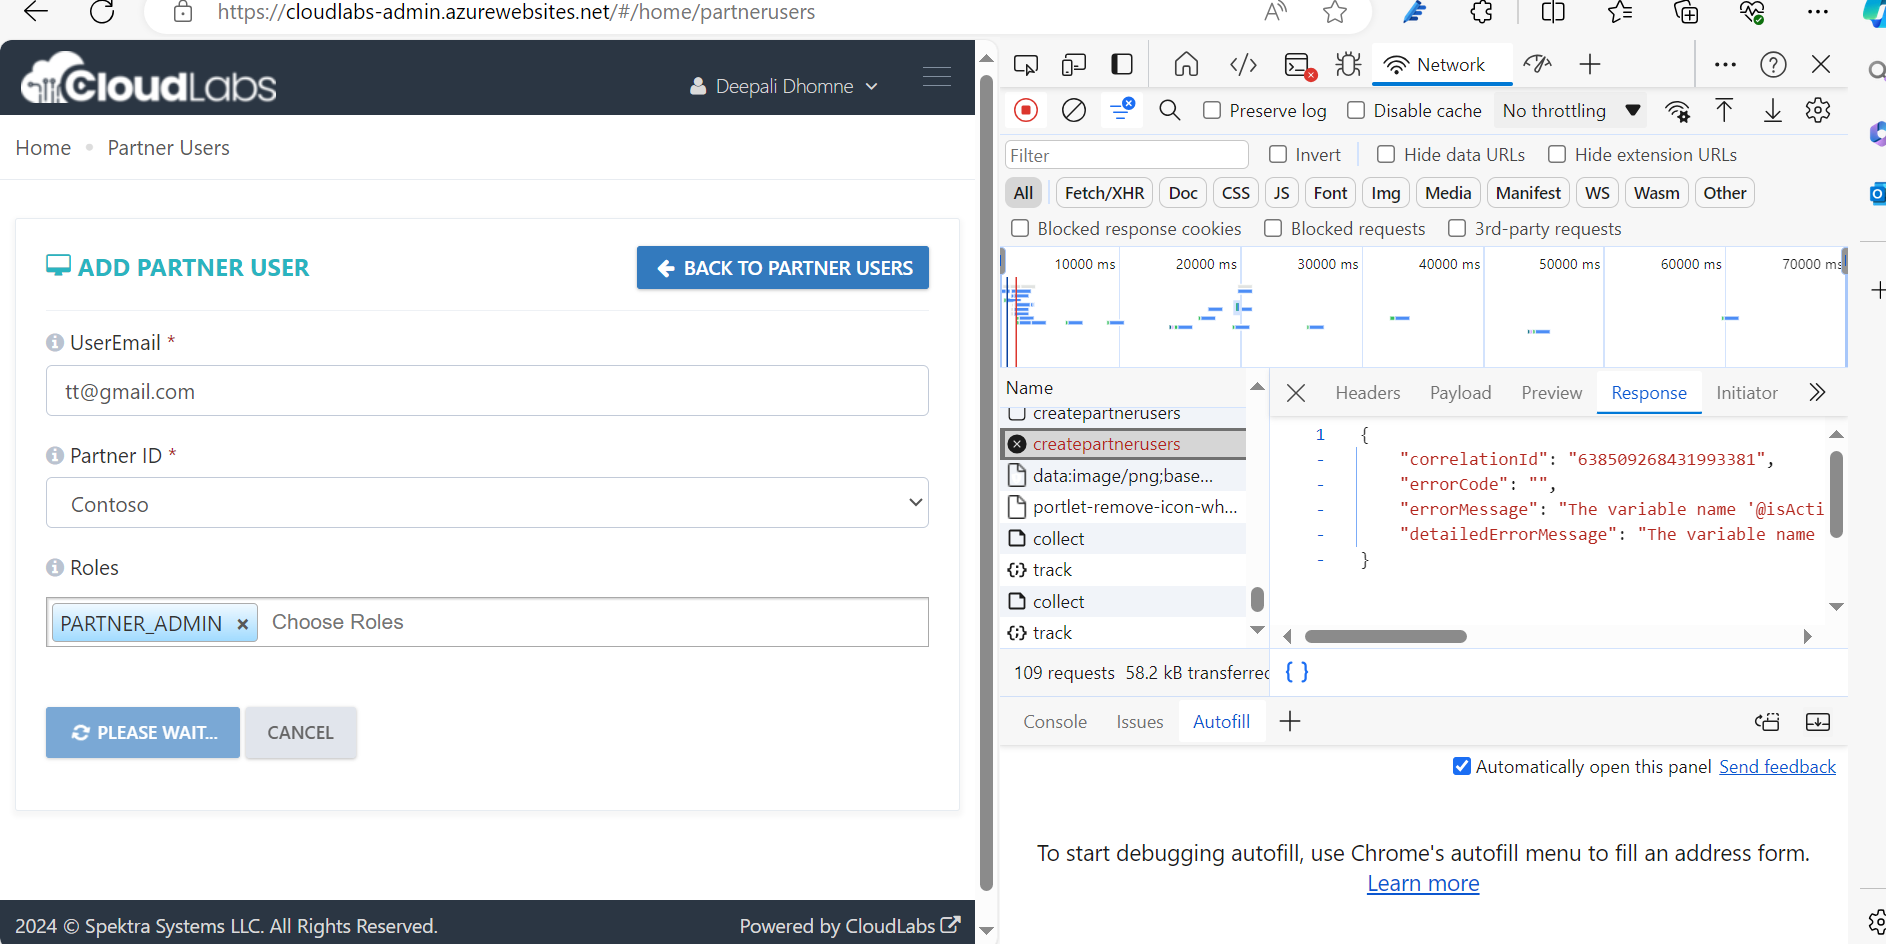 https://cloudlabs-admin.azurewebsites.net/#/home/partnerusers
CloudLabs
Deepali Dhomne
Home • Partner Users
ADD PARTNER USER
BACK TO PARTNER USERS
UserEmail *
tt@gmail.com
Partner ID *
Contoso
Roles
PARTNER_ADMIN × Choose Roles
PLEASE WAIT...
CANCEL
2024 © Spektra Systems LLC. All Rights Reserved.
Powered by CloudLabs
Network
Preserve log
Disable cache
No throttling
Filter
Invert
Hide data URLs
Hide extension URLs
All
Fetch/XHR
Doc
CSS
JS
Font
Img
Media
Manifest
WS
Wasm
Other
Blocked response cookies
Blocked requests
3rd-party requests
10000 ms
20000 ms
30000 ms
40000 ms
50000 ms
60000 ms
70000 ms
Name
createpartnerusers
createpartnerusers
data:image/png;base...
portlet-remove-icon-wh...
collect
track
collect
track
109 requests 58.2 kB transferred
Headers
Payload
Preview
Response
Initiator
1 {
- "correlationId": "638509268431993381",
- "errorCode": "",
- "errorMessage": "The variable name '@isActi
- "detailedErrorMessage": "The variable name
- }
{ }
Console
Issues
Autofill
Automatically open this panel Send feedback
To start debugging autofill, use Chrome's autofill menu to fill an address form.
Learn more